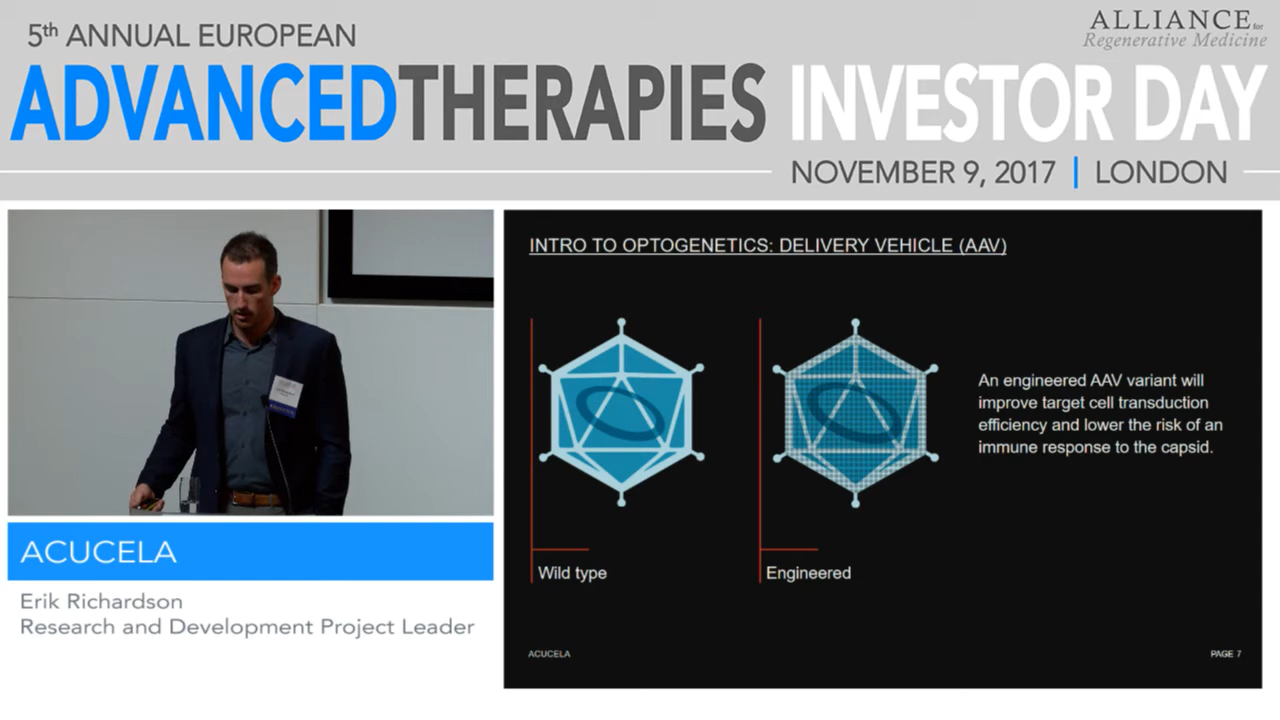 5th ANNUAL EUROPEAN
ADVANCEDTHERAPIES INVESTOR DAY
ALLIANCE for
Regenerative Medicine
NOVEMBER 9, 2017 | LONDON
INTRO TO OPTOGENETICS: DELIVERY VEHICLE (AAV)
An engineered AAV variant will
improve target cell transduction
efficiency and lower the risk of an
immune response to the capsid.
Wild type
Engineered
ACUCELA
PAGE 7
ACUCELA
Erik Richardson
Research and Development Project Leader